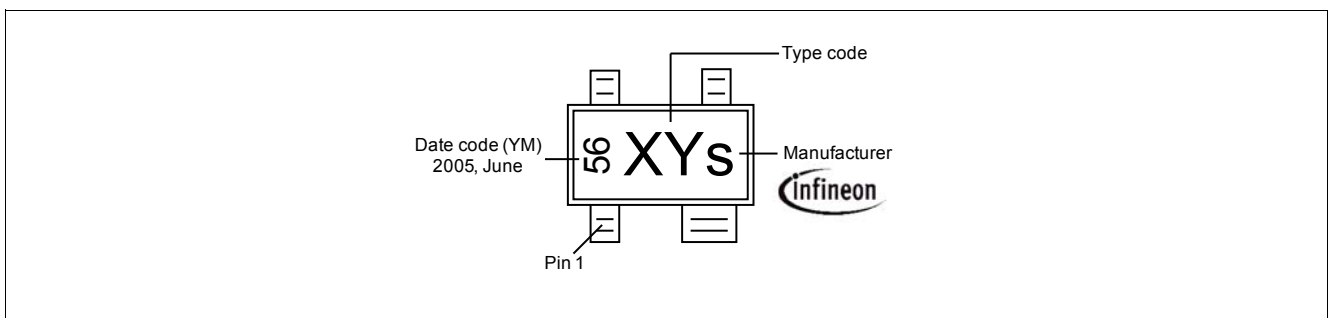 Type code
Date code (YM)
2005, June
56
XYs
Manufacturer
infineon
Pin 1